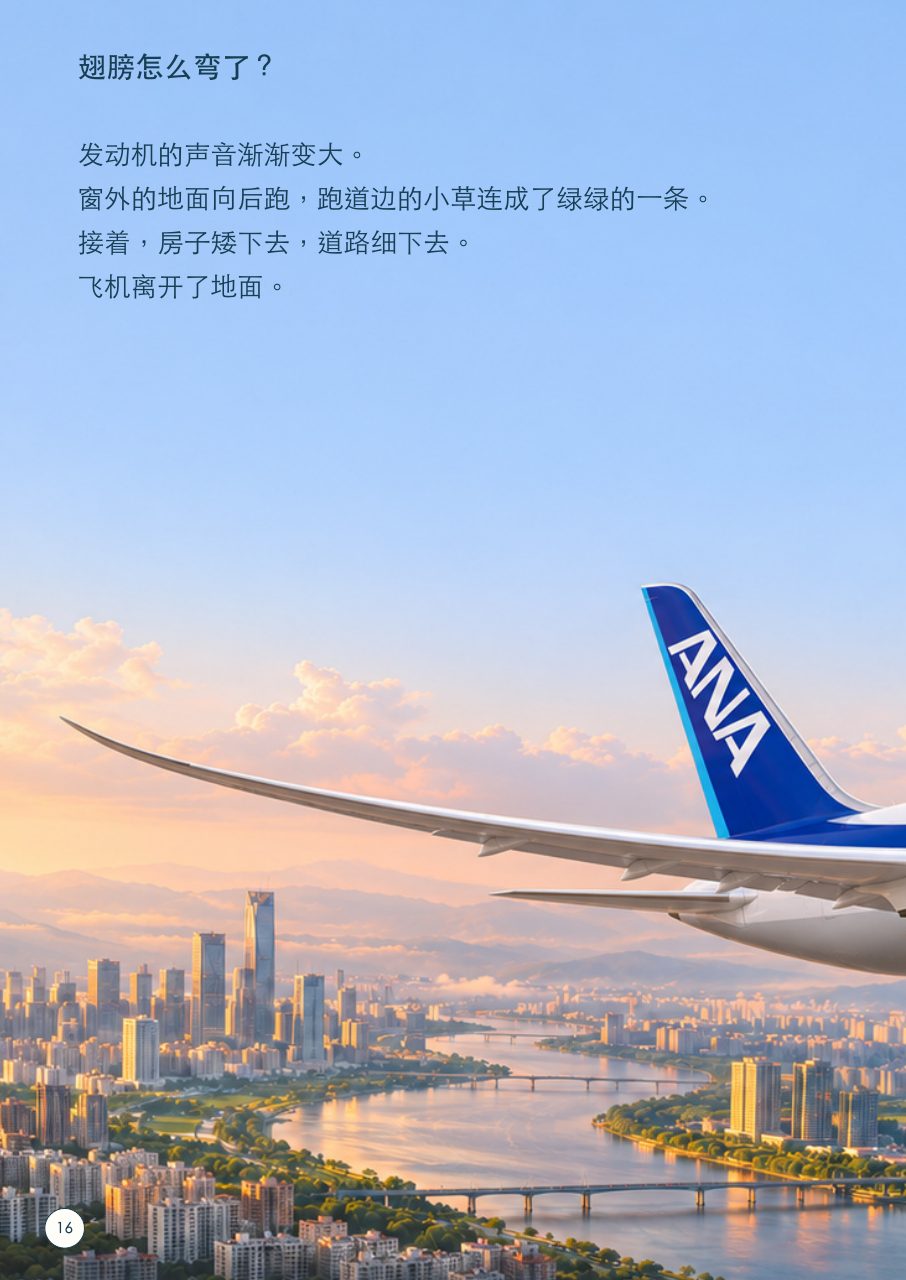 翅膀怎么弯了？
发动机的声音渐渐变大。
窗外的地面向后跑，跑道边的小草连成了绿绿的一条。
接着，房子矮下去，道路细下去。
飞机离开了地面。
ANA
16